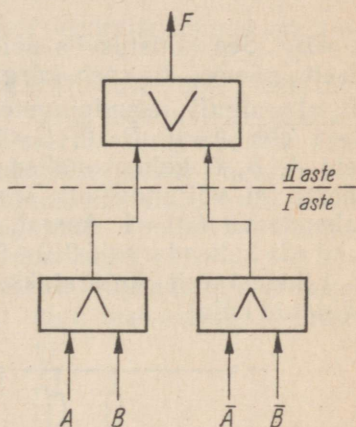 F
∨
II aste
I aste
∧ ∧
A B Ā B̄